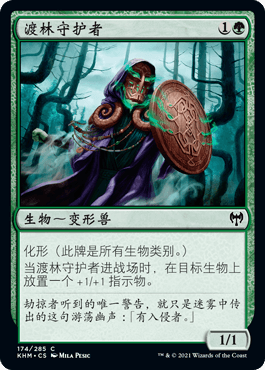 渡林守护者 1
生物～变形兽
化形（此牌是所有生物类别。）
当渡林守护者进战场时，在目标生物上
放置一个 +1/+1 指示物。
劫掠者听到的唯一警告，就只是迷雾中传
出的这句游荡幽声：「有入侵者。」
1/1
174/285 C
KHM • CS MILA PESIC
™ & © 2021 Wizards of the Coast